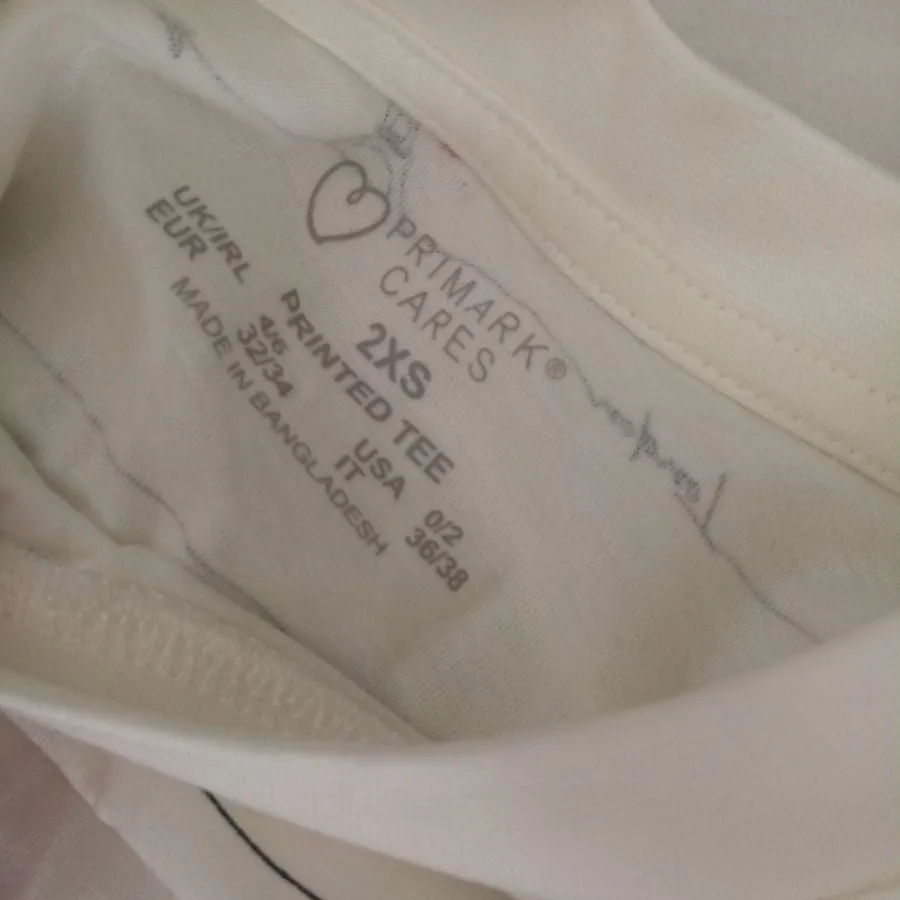 PRIMARK®
CARES
2XS
PRINTED TEE
UK/IRL 4/6 USA 0/2
EUR 32/34 IT 36/38
MADE IN BANGLADESH